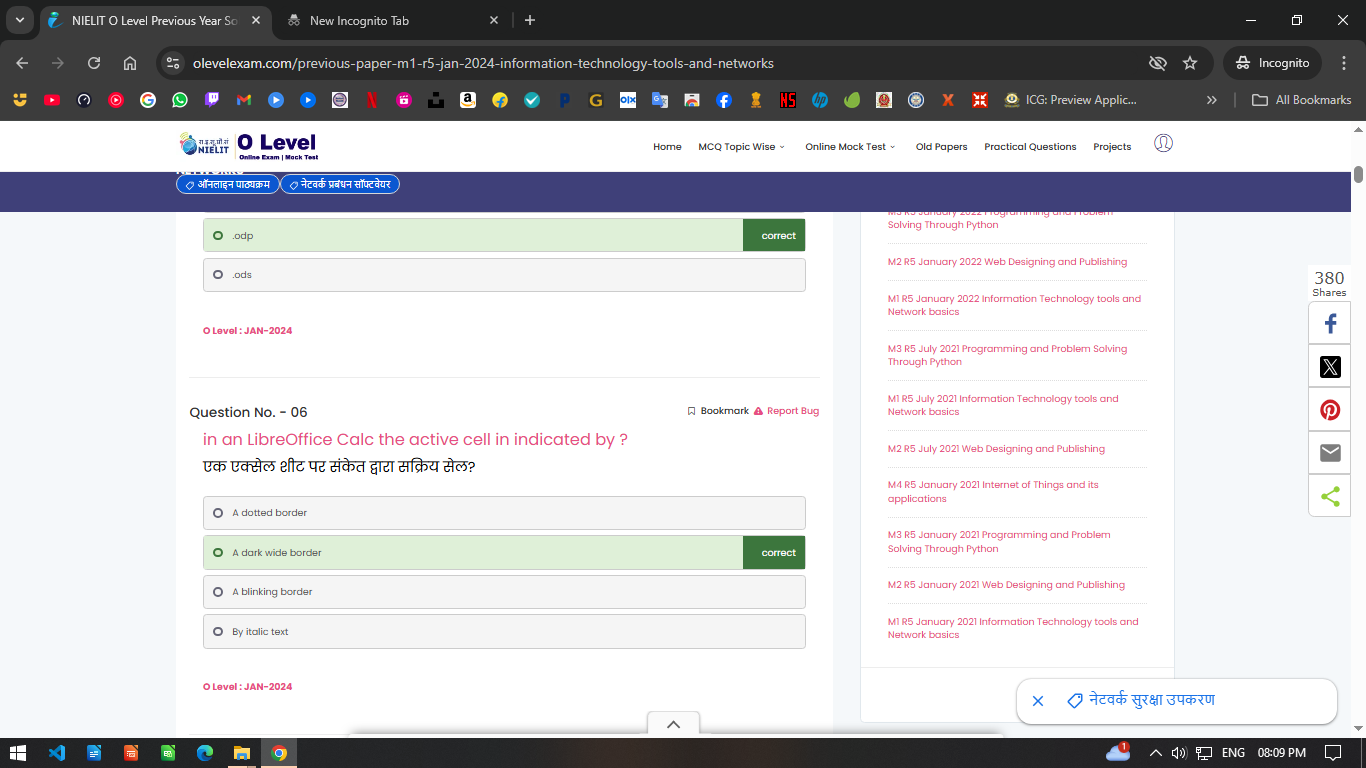 NIELIT O Level Previous Year So
New Incognito Tab
olevelexam.com/previous-paper-m1-r5-jan-2024-information-technology-tools-and-networks
Incognito
ICG: Preview Applic...
All Bookmarks
NIELIT
O Level
Online Exam | Mock Test
Home
MCQ Topic Wise
Online Mock Test
Old Papers
Practical Questions
Projects
ऑनलाइन पाठ्यक्रम
नेटवर्क प्रबंधन सॉफ्टवेयर
.odp
correct
.ods
O Level : JAN-2024
Question No. - 06
Bookmark
Report Bug
in an LibreOffice Calc the active cell in indicated by ?
एक एक्सेल शीट पर संकेत द्वारा सक्रिय सेल?
A dotted border
A dark wide border
correct
A blinking border
By italic text
O Level : JAN-2024
M3 R5 January 2022 Programming and Problem
Solving Through Python
M2 R5 January 2022 Web Designing and Publishing
M1 R5 January 2022 Information Technology tools and
Network basics
M3 R5 July 2021 Programming and Problem Solving
Through Python
M1 R5 July 2021 Information Technology tools and
Network basics
M2 R5 July 2021 Web Designing and Publishing
M4 R5 January 2021 Internet of Things and its
applications
M3 R5 January 2021 Programming and Problem
Solving Through Python
M2 R5 January 2021 Web Designing and Publishing
M1 R5 January 2021 Information Technology tools and
Network basics
380
Shares
नेटवर्क सुरक्षा उपकरण
1
ENG
08:09 PM